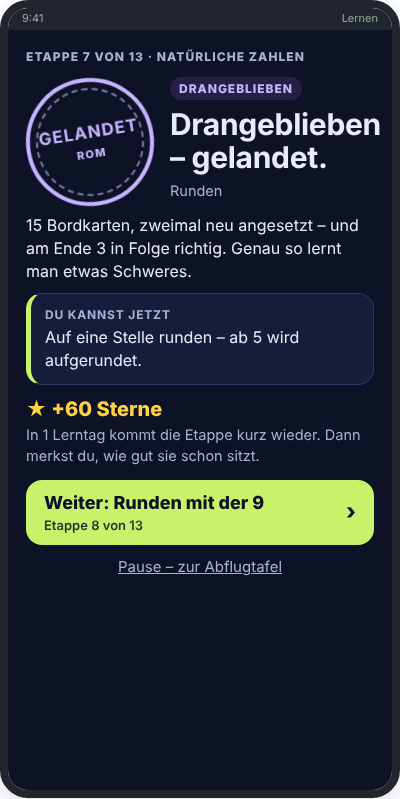 9:41
Lernen
ETAPPE 7 VON 13 · NATÜRLICHE ZAHLEN
GELANDET
ROM
DRANGEBLIEBEN
Drangeblieben
– gelandet.
Runden
15 Bordkarten, zweimal neu angesetzt – und
am Ende 3 in Folge richtig. Genau so lernt
man etwas Schweres.
DU KANNST JETZT
Auf eine Stelle runden – ab 5 wird
aufgerundet.
★ +60 Sterne
In 1 Lerntag kommt die Etappe kurz wieder. Dann
merkst du, wie gut sie schon sitzt.
Weiter: Runden mit der 9
Etappe 8 von 13
›
Pause – zur Abflugtafel